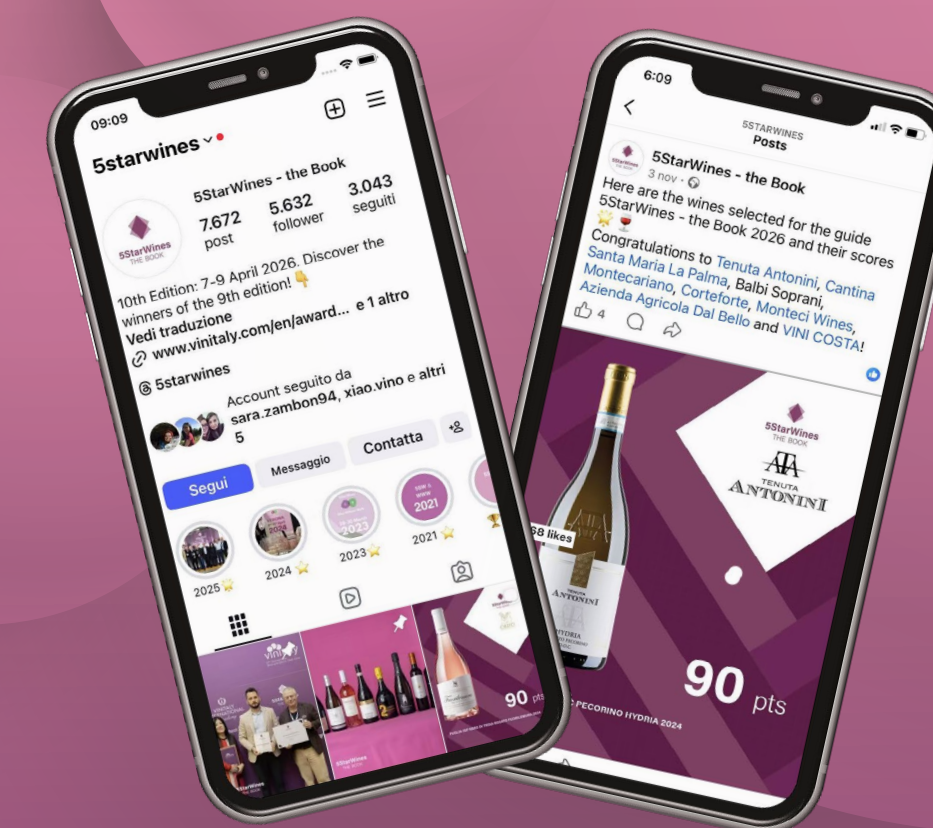 09:09
5starwines
5StarWines - the Book
7.672 5.632 3.043
post follower seguiti
5StarWines
THE BOOK
10th Edition: 7-9 April 2026. Discover the
winners of the 9th edition! 👇
Vedi traduzione
www.vinitaly.com/en/award... e 1 altro
5starwines
Account seguito da
sara.zambon94, xiao.vino e altri
5
Segui Messaggio Contatta
2024
2023
2021
2025🌟 2024⭐ 2023⭐ 2021⭐
5StarWines
THE BOOK
90 pts
6:09
5STARWINES
Posts
5StarWines - the Book
3 nov
Here are the wines selected for the guide
5StarWines - the Book 2026 and their scores
🌟🍷
Congratulations to Tenuta Antonini, Cantina
Santa Maria La Palma, Balbi Soprani,
Montecariano, Corteforte, Monteci Wines,
Azienda Agricola Dal Bello and VINI COSTA!
4
5StarWines
THE BOOK
TENUTA
ANTONINI
68 likes
TENUTA
ANTONINI
HYDRIA
90 pts
PECORINO HYDRIA 2024